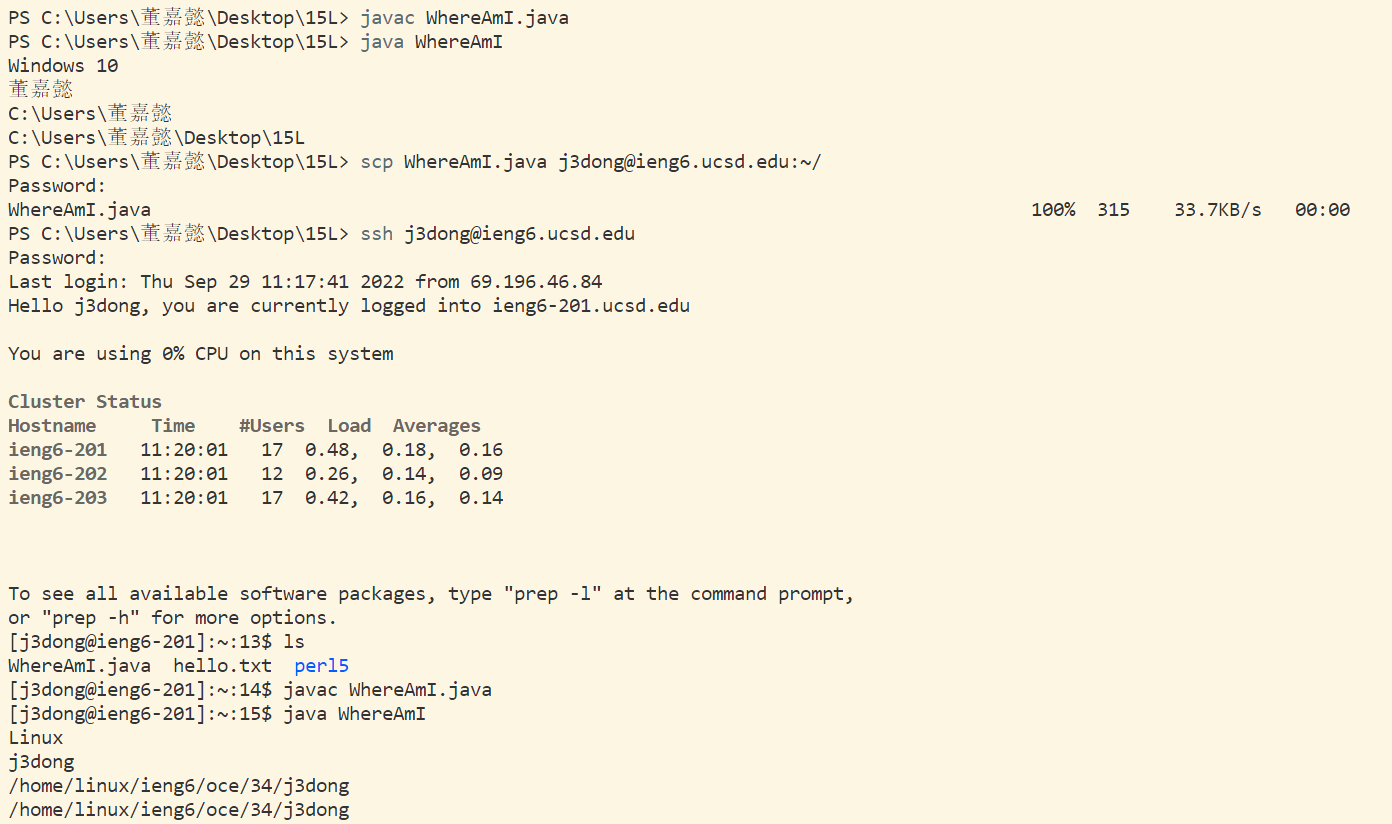 PS C:\Users\董嘉懿\Desktop\15L> javac WhereAmI.java
PS C:\Users\董嘉懿\Desktop\15L> java WhereAmI
Windows 10
董嘉懿
C:\Users\董嘉懿
C:\Users\董嘉懿\Desktop\15L
PS C:\Users\董嘉懿\Desktop\15L> scp WhereAmI.java j3dong@ieng6.ucsd.edu:~/
Password:
WhereAmI.java 100% 315 33.7KB/s 00:00
PS C:\Users\董嘉懿\Desktop\15L> ssh j3dong@ieng6.ucsd.edu
Password:
Last login: Thu Sep 29 11:17:41 2022 from 69.196.46.84
Hello j3dong, you are currently logged into ieng6-201.ucsd.edu
You are using 0% CPU on this system
Cluster Status
Hostname Time #Users Load Averages
ieng6-201 11:20:01 17 0.48, 0.18, 0.16
ieng6-202 11:20:01 12 0.26, 0.14, 0.09
ieng6-203 11:20:01 17 0.42, 0.16, 0.14
To see all available software packages, type "prep -l" at the command prompt,
or "prep -h" for more options.
[j3dong@ieng6-201]:~:13$ ls
WhereAmI.java hello.txt perl5
[j3dong@ieng6-201]:~:14$ javac WhereAmI.java
[j3dong@ieng6-201]:~:15$ java WhereAmI
Linux
j3dong
/home/linux/ieng6/oce/34/j3dong
/home/linux/ieng6/oce/34/j3dong